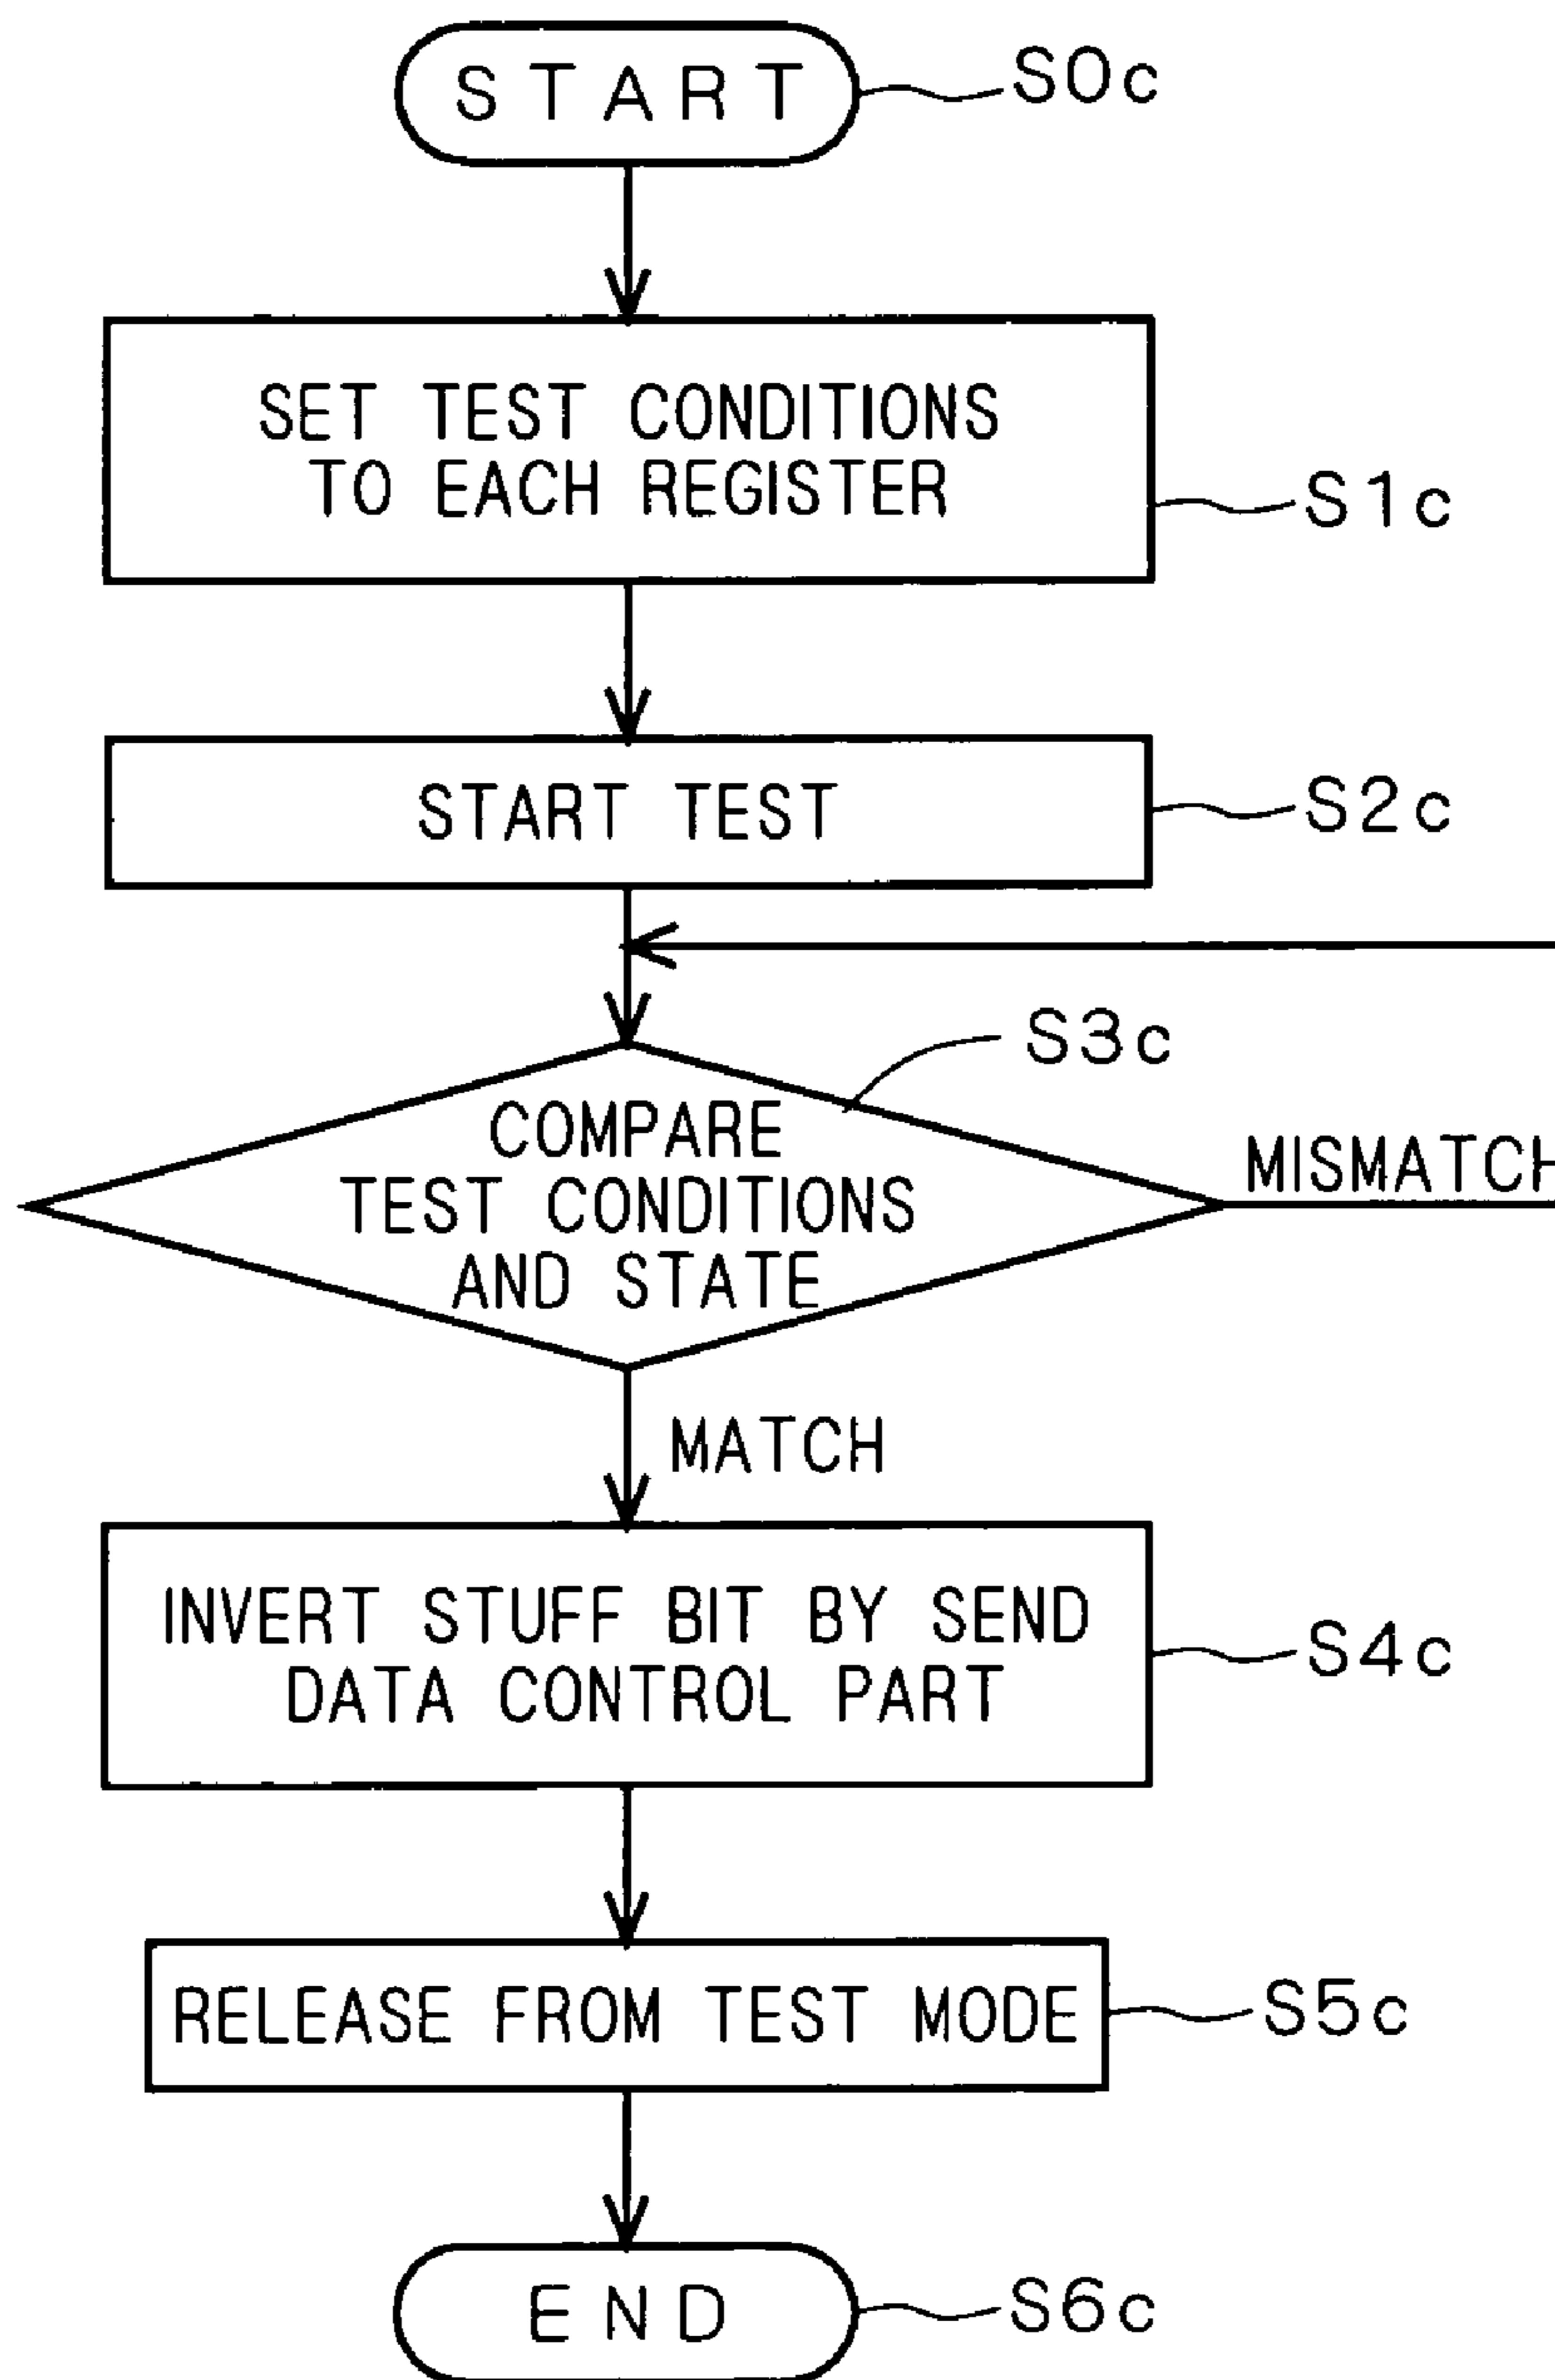 START
S0c
SET TEST CONDITIONS
TO EACH REGISTER
S1c
START TEST
S2c
S3c
COMPARE
TEST CONDITIONS
AND STATE
MISMATCH
MATCH
INVERT STUFF BIT BY SEND
DATA CONTROL PART
S4c
RELEASE FROM TEST MODE
S5c
END
S6c